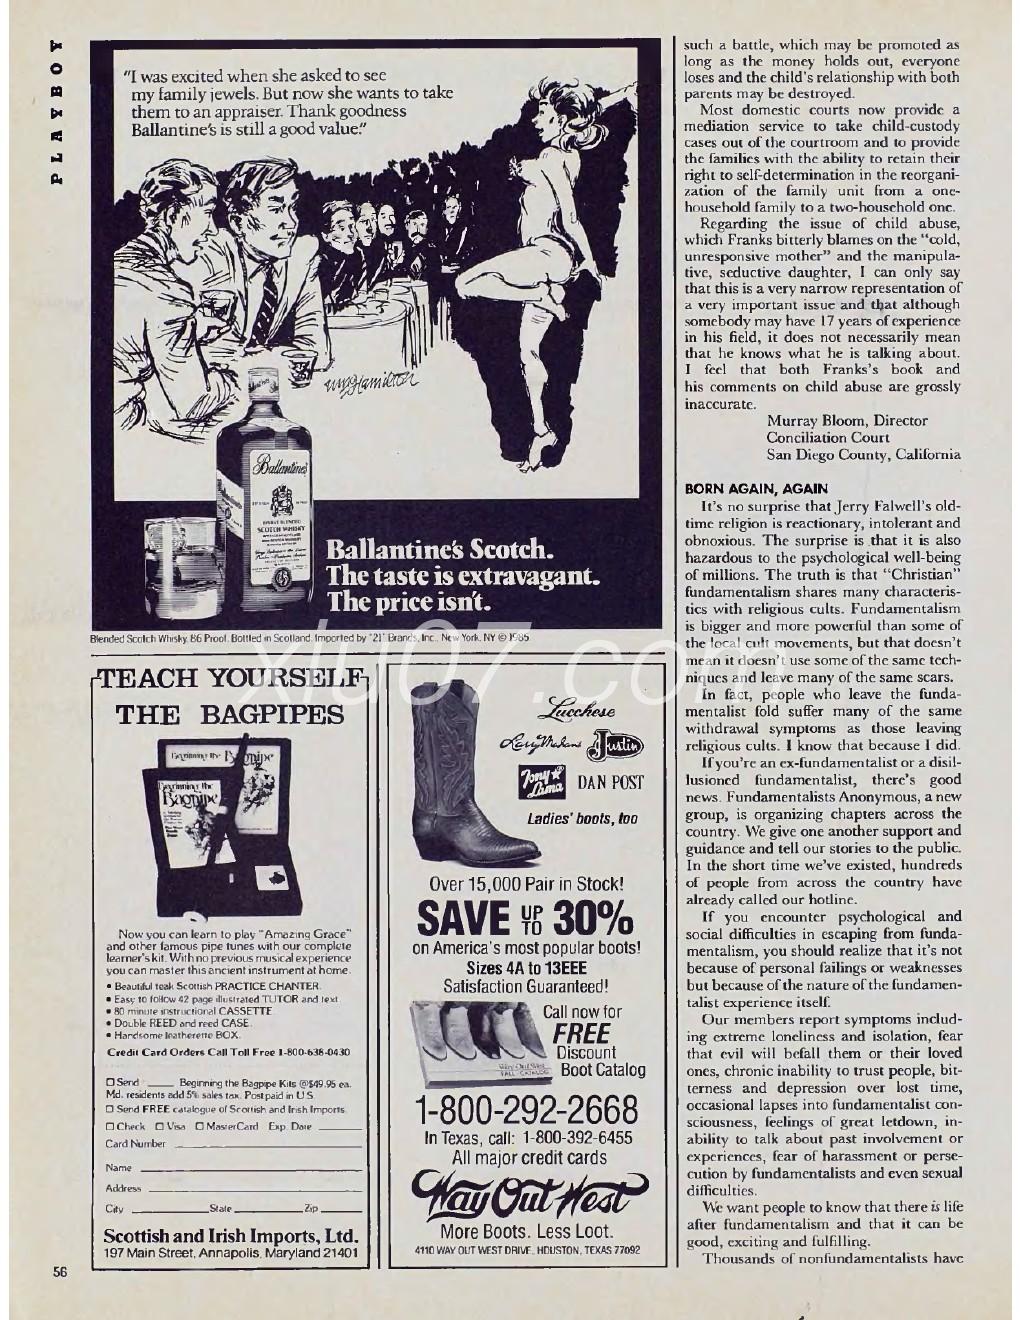 PLAYBOY
"I was excited when she asked to see
my family jewels. But now she wants to take
them to an appraiser. Thank goodness
Ballantine's is still a good value."
Wm Hamilton
Ballantine's
SCOTCH WHISKY
Ballantine's Scotch.
The taste is extravagant.
The price isn't.
Blended Scotch Whisky, 86 Proof. Bottled in Scotland. Imported by "21" Brands, Inc., New York, NY © 1985
TEACH YOURSELF
THE BAGPIPES
Beginning the Bagpipe
Beginning the
Bagpipe
Now you can learn to play "Amazing Grace"
and other famous pipe tunes with our complete
learner's kit. With no previous musical experience
you can master this ancient instrument at home.
• Beautiful teak Scottish PRACTICE CHANTER.
• Easy to follow 42 page illustrated TUTOR and text
• 80 minute instructional CASSETTE
• Double REED and reed CASE.
• Handsome leatherette BOX.
Credit Card Orders Call Toll Free 1-800-638-0430
☐ Send ____ Beginning the Bagpipe Kits @$49.95 ea.
Md. residents add 5% sales tax. Postpaid in U.S.
☐ Send FREE catalogue of Scottish and Irish Imports.
☐ Check ☐ Visa ☐ MasterCard Exp. Date ____
Card Number ____
Name ____
Address ____
City ____ State ____ Zip ____
Scottish and Irish Imports, Ltd.
197 Main Street, Annapolis, Maryland 21401
Lucchese
Larry Mahan's Justin
Tony Lama DAN POST
Ladies' boots, too
Over 15,000 Pair in Stock!
SAVE UP TO 30%
on America's most popular boots!
Sizes 4A to 13EEE
Satisfaction Guaranteed!
Way Out West
FALL CATALOG
Call now for
FREE
Discount
Boot Catalog
1-800-292-2668
In Texas, call: 1-800-392-6455
All major credit cards
Way Out West
More Boots. Less Loot.
4110 WAY OUT WEST DRIVE, HOUSTON, TEXAS 77092
such a battle, which may be promoted as
long as the money holds out, everyone
loses and the child's relationship with both
parents may be destroyed.
Most domestic courts now provide a
mediation service to take child-custody
cases out of the courtroom and to provide
the families with the ability to retain their
right to self-determination in the reorgani-
zation of the family unit from a one-
household family to a two-household one.
Regarding the issue of child abuse,
which Franks bitterly blames on the "cold,
unresponsive mother" and the manipula-
tive, seductive daughter, I can only say
that this is a very narrow representation of
a very important issue and that although
somebody may have 17 years of experience
in his field, it does not necessarily mean
that he knows what he is talking about.
I feel that both Franks's book and
his comments on child abuse are grossly
inaccurate.
Murray Bloom, Director
Conciliation Court
San Diego County, California
BORN AGAIN, AGAIN
It's no surprise that Jerry Falwell's old-
time religion is reactionary, intolerant and
obnoxious. The surprise is that it is also
hazardous to the psychological well-being
of millions. The truth is that "Christian"
fundamentalism shares many characteris-
tics with religious cults. Fundamentalism
is bigger and more powerful than some of
the local cult movements, but that doesn't
mean it doesn't use some of the same tech-
niques and leave many of the same scars.
In fact, people who leave the funda-
mentalist fold suffer many of the same
withdrawal symptoms as those leaving
religious cults. I know that because I did.
If you're an ex-fundamentalist or a disil-
lusioned fundamentalist, there's good
news. Fundamentalists Anonymous, a new
group, is organizing chapters across the
country. We give one another support and
guidance and tell our stories to the public.
In the short time we've existed, hundreds
of people from across the country have
already called our hotline.
If you encounter psychological and
social difficulties in escaping from funda-
mentalism, you should realize that it's not
because of personal failings or weaknesses
but because of the nature of the fundamen-
talist experience itself.
Our members report symptoms includ-
ing extreme loneliness and isolation, fear
that evil will befall them or their loved
ones, chronic inability to trust people, bit-
terness and depression over lost time,
occasional lapses into fundamentalist con-
sciousness, feelings of great letdown, in-
ability to talk about past involvement or
experiences, fear of harassment or perse-
cution by fundamentalists and even sexual
difficulties.
We want people to know that there is life
after fundamentalism and that it can be
good, exciting and fulfilling.
Thousands of nonfundamentalists have
56
xiu07.com